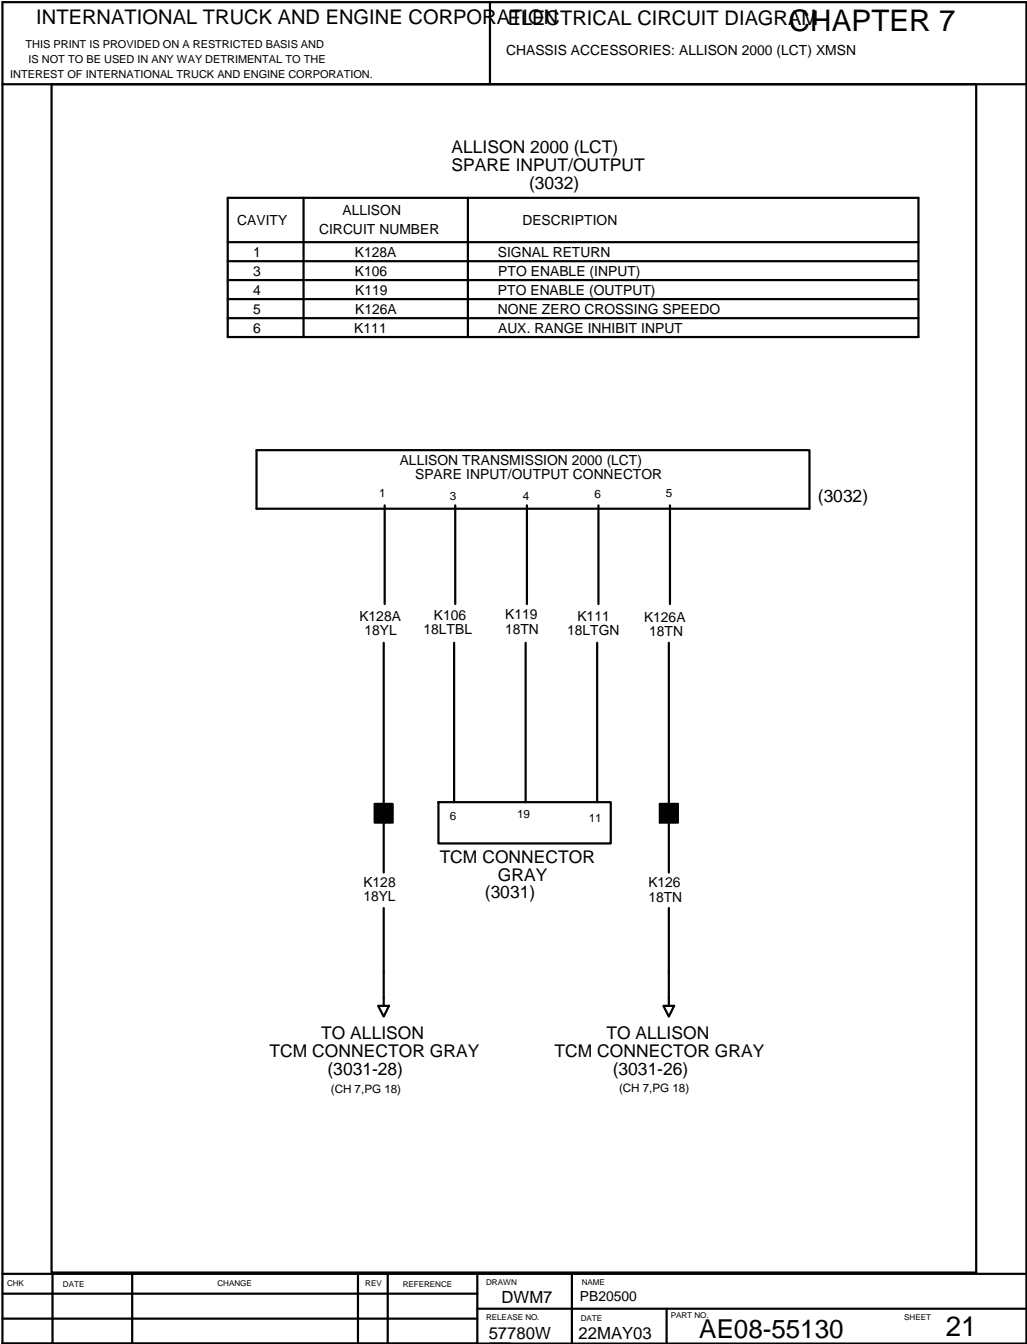 INTERNATIONAL TRUCK AND ENGINE CORPORATION
THIS PRINT IS PROVIDED ON A RESTRICTED BASIS AND
IS NOT TO BE USED IN ANY WAY DETRIMENTAL TO THE
INTEREST OF INTERNATIONAL TRUCK AND ENGINE CORPORATION.
ELECTRICAL CIRCUIT DIAGRAM
CHAPTER 7
CHASSIS ACCESSORIES: ALLISON 2000 (LCT) XMSN
ALLISON 2000 (LCT)
SPARE INPUT/OUTPUT
(3032)
CAVITY ALLISON CIRCUIT NUMBER DESCRIPTION
1 K128A SIGNAL RETURN
3 K106 PTO ENABLE (INPUT)
4 K119 PTO ENABLE (OUTPUT)
5 K126A NONE ZERO CROSSING SPEEDO
6 K111 AUX. RANGE INHIBIT INPUT
ALLISON TRANSMISSION 2000 (LCT)
SPARE INPUT/OUTPUT CONNECTOR
1 3 4 6 5
(3032)
K128A K106 K119 K111 K126A
18YL 18LTBL 18TN 18LTGN 18TN
6 19 11
TCM CONNECTOR
GRAY
(3031)
K128 K126
18YL 18TN
TO ALLISON
TCM CONNECTOR GRAY
(3031-28)
(CH 7,PG 18)
TO ALLISON
TCM CONNECTOR GRAY
(3031-26)
(CH 7,PG 18)
CHK DATE CHANGE REV REFERENCE
DRAWN
DWM7
NAME
PB20500
RELEASE NO.
57780W
DATE
22MAY03
PART NO.
AE08-55130
SHEET 21